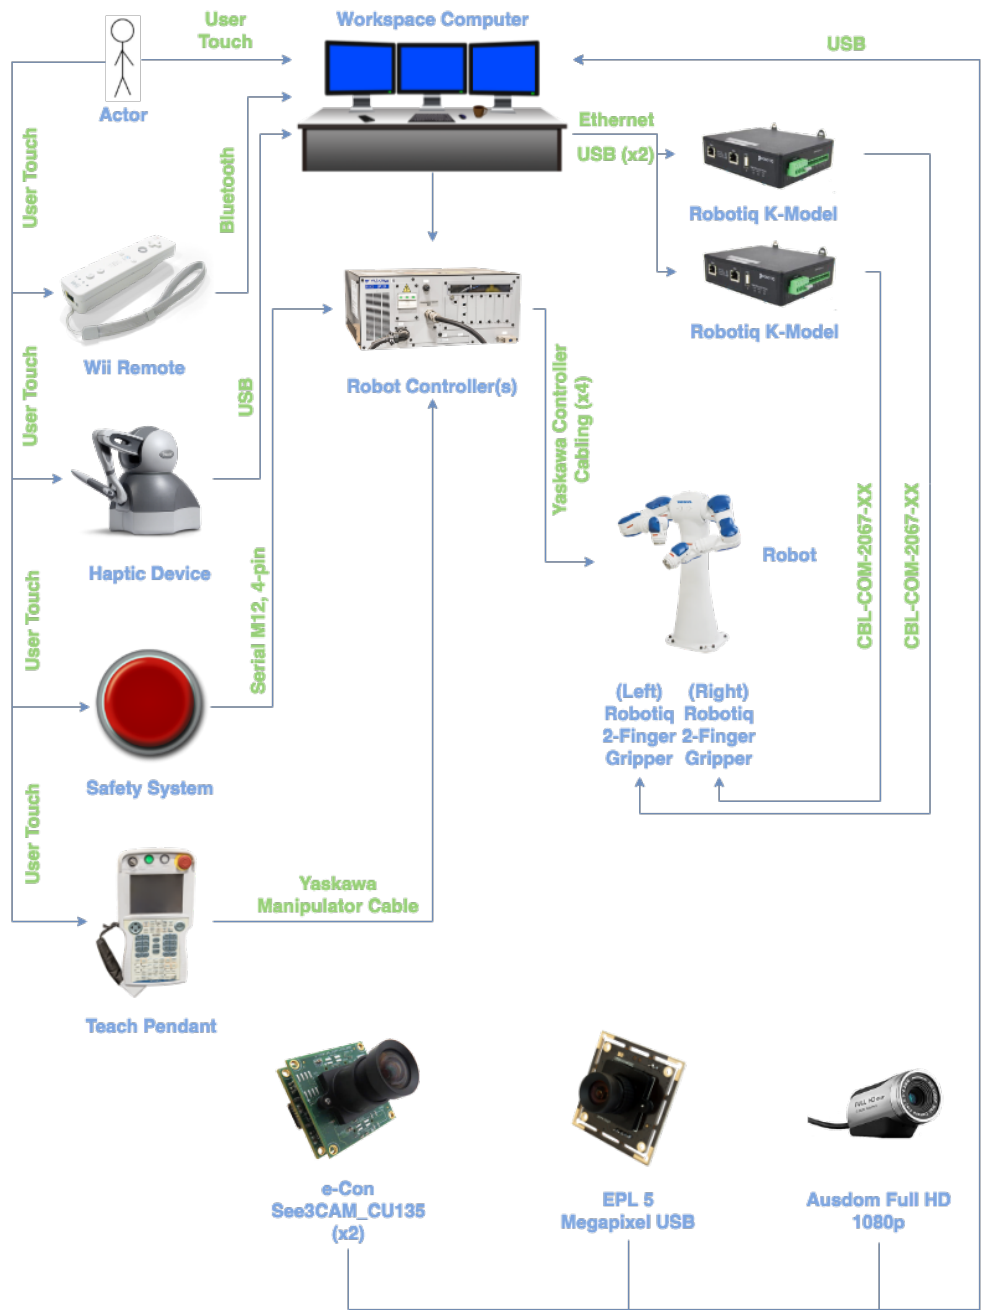 User
Touch
Workspace Computer
USB
Actor
Ethernet
USB (x2)
User Touch
Bluetooth
Robotiq K-Model
Robotiq K-Model
Wii Remote
Robot Controller(s)
User Touch
USB
Yaskawa Controller
Cabling (x4)
Haptic Device
Robot
CBL-COM-2067-XX
CBL-COM-2067-XX
User Touch
Serial M12, 4-pin
(Left)
Robotiq
2-Finger
Gripper
(Right)
Robotiq
2-Finger
Gripper
Safety System
User Touch
Yaskawa
Manipulator Cable
Teach Pendant
FULL HD
e-Con
See3CAM_CU135
(x2)
EPL 5
Megapixel USB
Ausdom Full HD
1080p